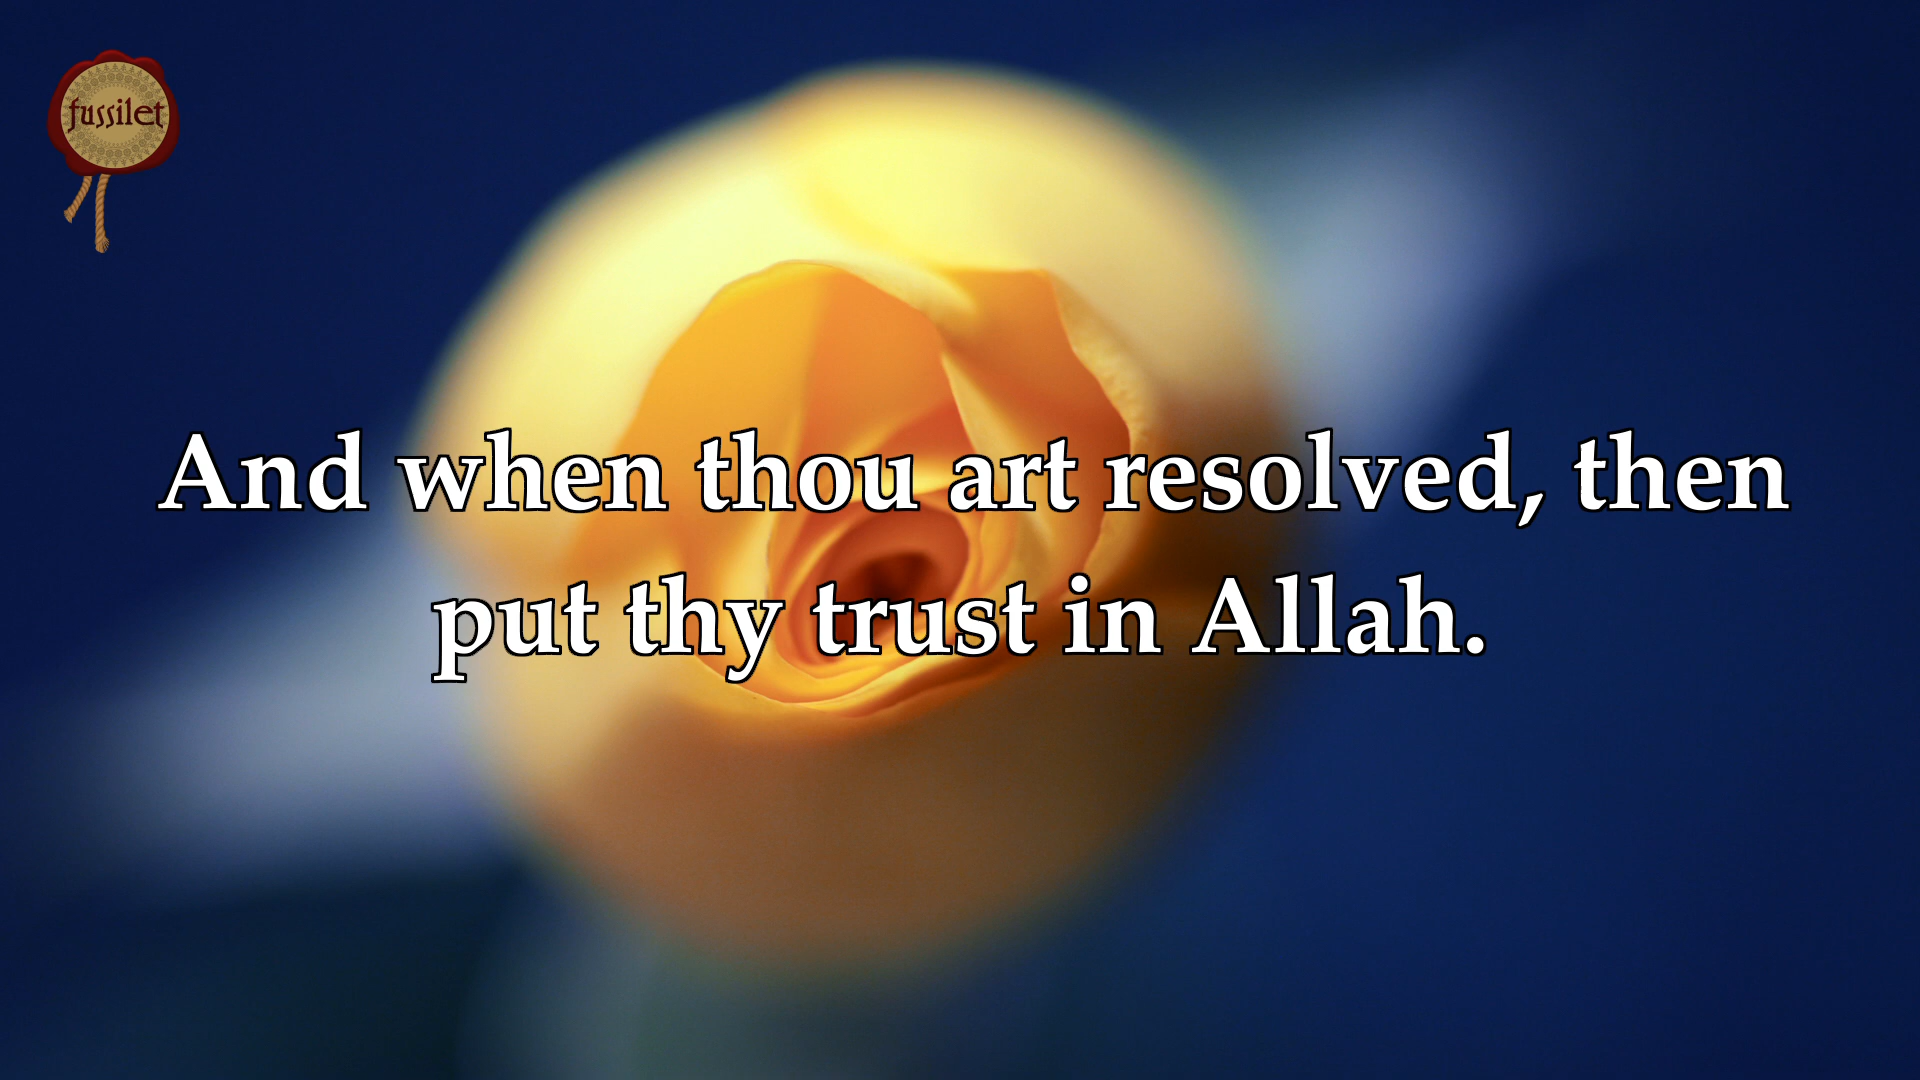 fussilet
And when thou art resolved, then
put thy trust in Allah.